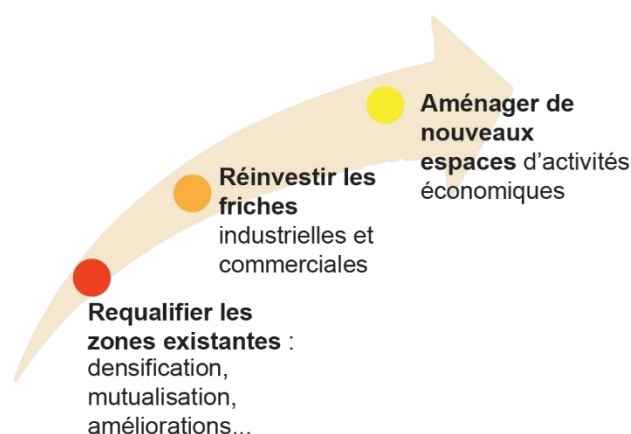 Aménager de
nouveaux
espaces d'activités
économiques
Réinvestir les
friches
industrielles et
commerciales
Requalifier les
zones existantes :
densification,
mutualisation,
améliorations...